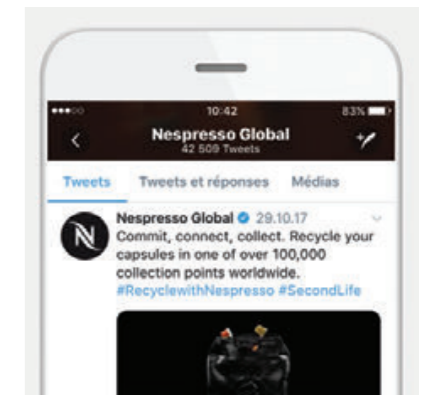 10:42
83%
Nespresso Global
42 509 Tweets
Tweets Tweets et réponses Médias
Nespresso Global 29.10.17
Commit, connect, collect. Recycle your
capsules in one of over 100,000
collection points worldwide.
#RecyclewithNespresso #SecondLife